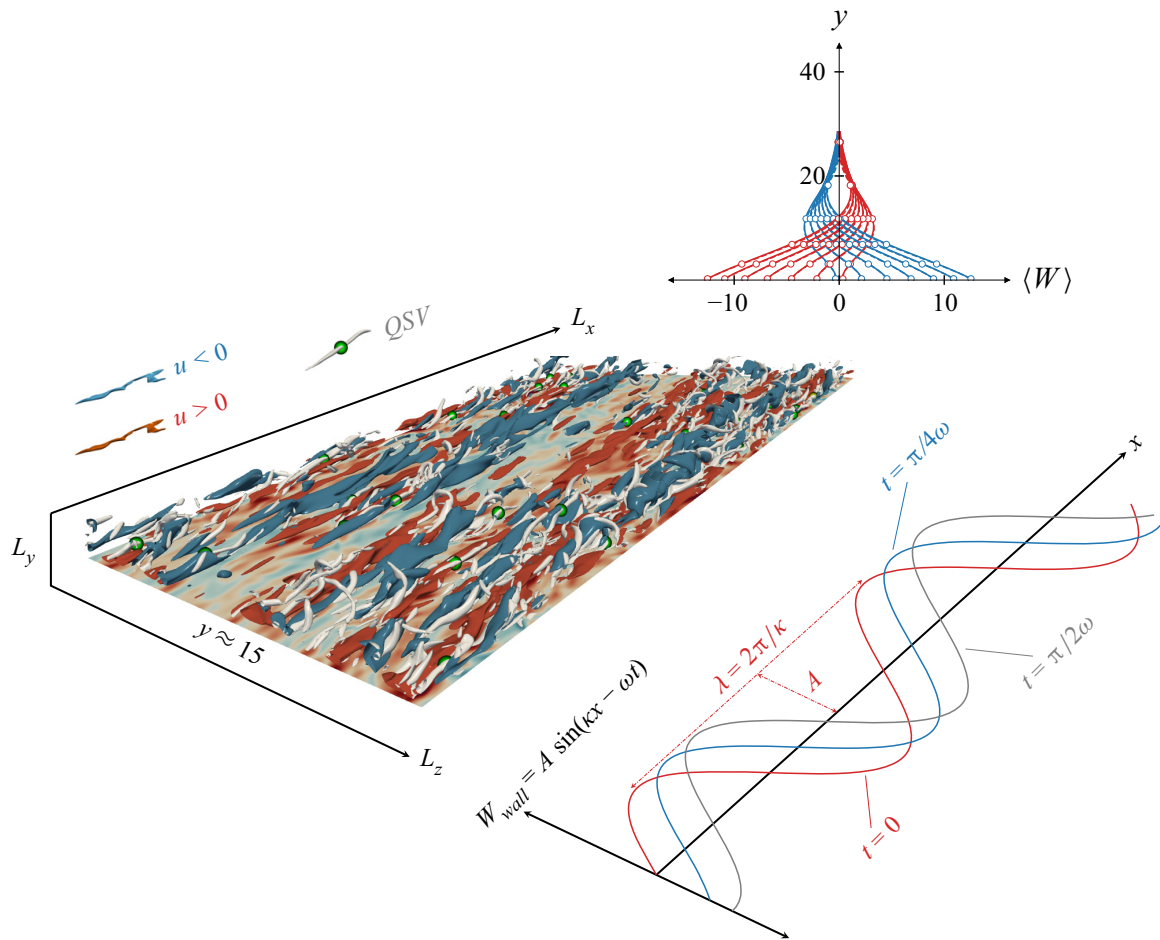 y
40
20
⟨W⟩
−10
0
10
QSV
L_x
u < 0
u > 0
L_y
y ≈ 15
L_z
x
t = π/4ω
t = π/2ω
λ = 2π/κ
A
W_wall = A sin(κx − ωt)
t = 0